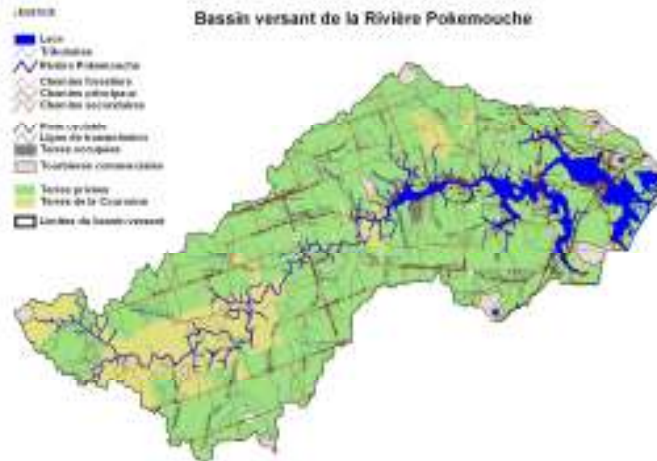 LÉGENDE
Bassin versant de la Rivière Pokemouche
Lacs
Tributaires
Rivière Pokemouche
Chemins forestiers
Chemins principaux
Chemins secondaires
Piste cyclable
Lignes de transmission
Terres occupées
Tourbières commerciales
Terres privées
Terres de la Couronne
Limites du bassin versant